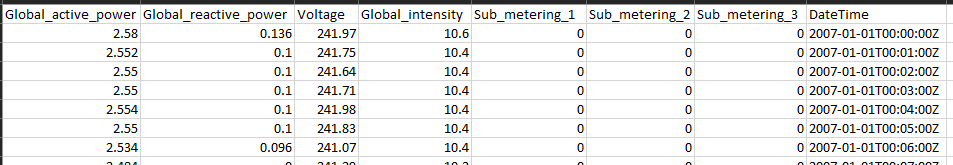 Global_active_power Global_reactive_power Voltage Global_intensity Sub_metering_1 Sub_metering_2 Sub_metering_3 DateTime
2.58 0.136 241.97 10.6 0 0 0 2007-01-01T00:00:00Z
2.552 0.1 241.75 10.4 0 0 0 2007-01-01T00:01:00Z
2.55 0.1 241.64 10.4 0 0 0 2007-01-01T00:02:00Z
2.55 0.1 241.71 10.4 0 0 0 2007-01-01T00:03:00Z
2.554 0.1 241.98 10.4 0 0 0 2007-01-01T00:04:00Z
2.55 0.1 241.83 10.4 0 0 0 2007-01-01T00:05:00Z
2.534 0.096 241.07 10.4 0 0 0 2007-01-01T00:06:00Z